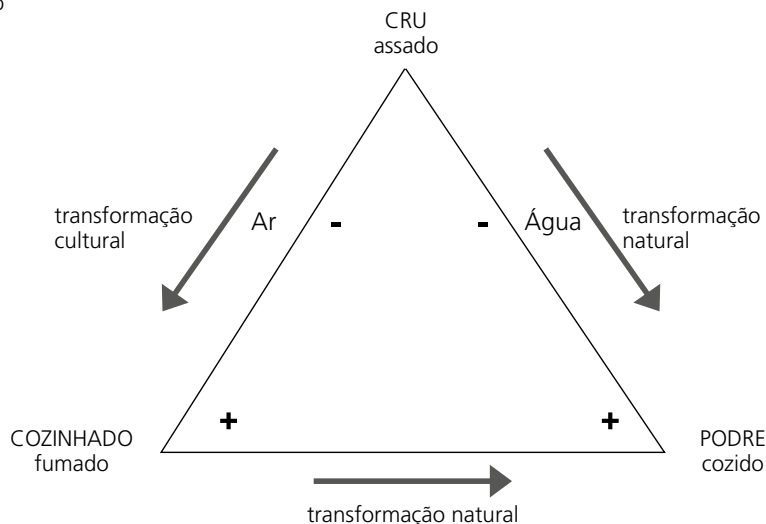 CRU
assado
transformação
cultural
Ar
-
-
Água
transformação
natural
+
+
COZINHADO
fumado
PODRE
cozido
transformação natural